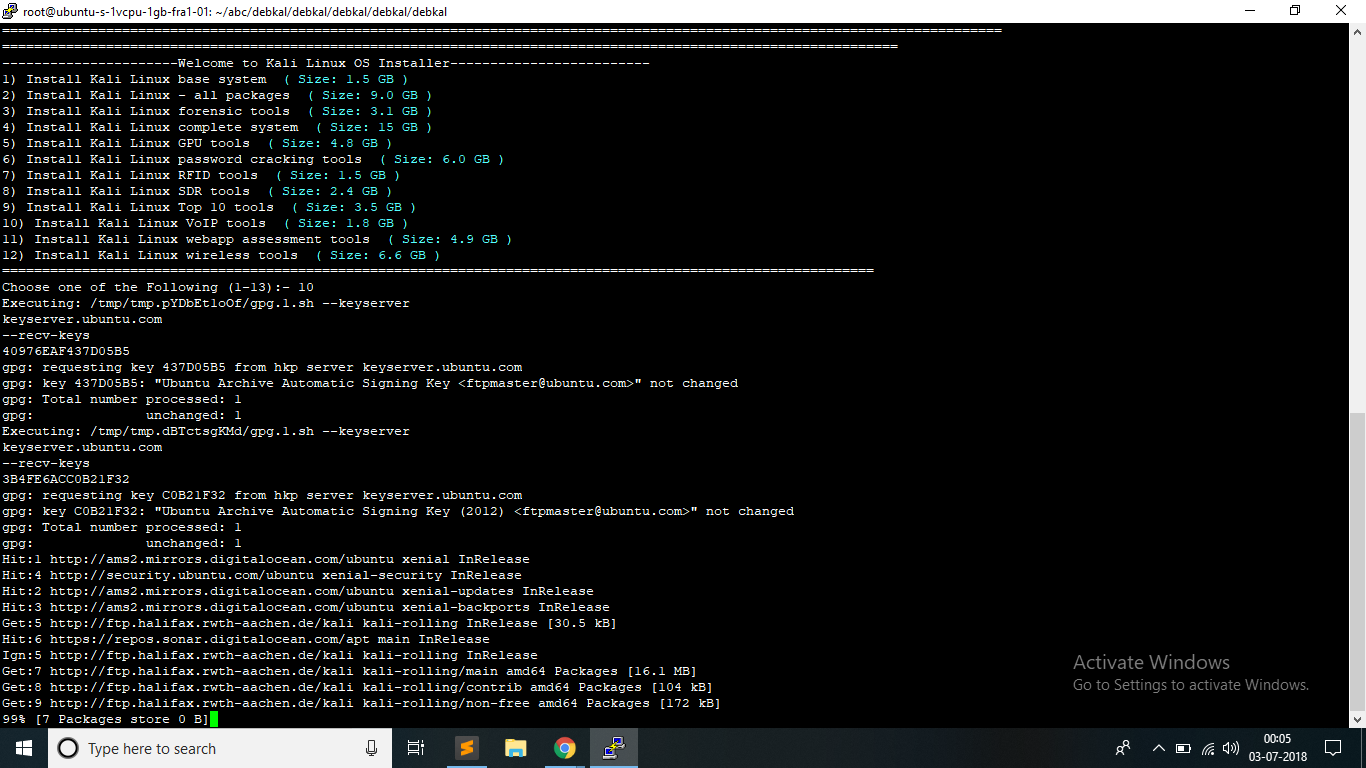 root@ubuntu-s-1vcpu-1gb-fra1-01: ~/abc/debkal/debkal/debkal/debkal/debkal
=============================================================================================================================
================================================================================================================
----------------------Welcome to Kali Linux OS Installer-------------------------
1) Install Kali Linux base system  ( Size: 1.5 GB )
2) Install Kali Linux - all packages  ( Size: 9.0 GB )
3) Install Kali Linux forensic tools  ( Size: 3.1 GB )
4) Install Kali Linux complete system  ( Size: 15 GB )
5) Install Kali Linux GPU tools  ( Size: 4.8 GB )
6) Install Kali Linux password cracking tools  ( Size: 6.0 GB )
7) Install Kali Linux RFID tools  ( Size: 1.5 GB )
8) Install Kali Linux SDR tools  ( Size: 2.4 GB )
9) Install Kali Linux Top 10 tools  ( Size: 3.5 GB )
10) Install Kali Linux VoIP tools  ( Size: 1.8 GB )
11) Install Kali Linux webapp assessment tools  ( Size: 4.9 GB )
12) Install Kali Linux wireless tools  ( Size: 6.6 GB )
=============================================================================================================
Choose one of the Following (1-13):- 10
Executing: /tmp/tmp.pYDbEtloOf/gpg.1.sh --keyserver
keyserver.ubuntu.com
--recv-keys
40976EAF437D05B5
gpg: requesting key 437D05B5 from hkp server keyserver.ubuntu.com
gpg: key 437D05B5: "Ubuntu Archive Automatic Signing Key <ftpmaster@ubuntu.com>" not changed
gpg: Total number processed: 1
gpg:              unchanged: 1
Executing: /tmp/tmp.dBTctsgKMd/gpg.1.sh --keyserver
keyserver.ubuntu.com
--recv-keys
3B4FE6ACC0B21F32
gpg: requesting key C0B21F32 from hkp server keyserver.ubuntu.com
gpg: key C0B21F32: "Ubuntu Archive Automatic Signing Key (2012) <ftpmaster@ubuntu.com>" not changed
gpg: Total number processed: 1
gpg:              unchanged: 1
Hit:1 http://ams2.mirrors.digitalocean.com/ubuntu xenial InRelease
Hit:4 http://security.ubuntu.com/ubuntu xenial-security InRelease
Hit:2 http://ams2.mirrors.digitalocean.com/ubuntu xenial-updates InRelease
Hit:3 http://ams2.mirrors.digitalocean.com/ubuntu xenial-backports InRelease
Get:5 http://ftp.halifax.rwth-aachen.de/kali kali-rolling InRelease [30.5 kB]
Hit:6 https://repos.sonar.digitalocean.com/apt main InRelease
Ign:5 http://ftp.halifax.rwth-aachen.de/kali kali-rolling InRelease
Get:7 http://ftp.halifax.rwth-aachen.de/kali kali-rolling/main amd64 Packages [16.1 MB]
Get:8 http://ftp.halifax.rwth-aachen.de/kali kali-rolling/contrib amd64 Packages [104 kB]
Get:9 http://ftp.halifax.rwth-aachen.de/kali kali-rolling/non-free amd64 Packages [172 kB]
99% [7 Packages store 0 B]
Activate Windows
Go to Settings to activate Windows.
Type here to search
00:05
03-07-2018